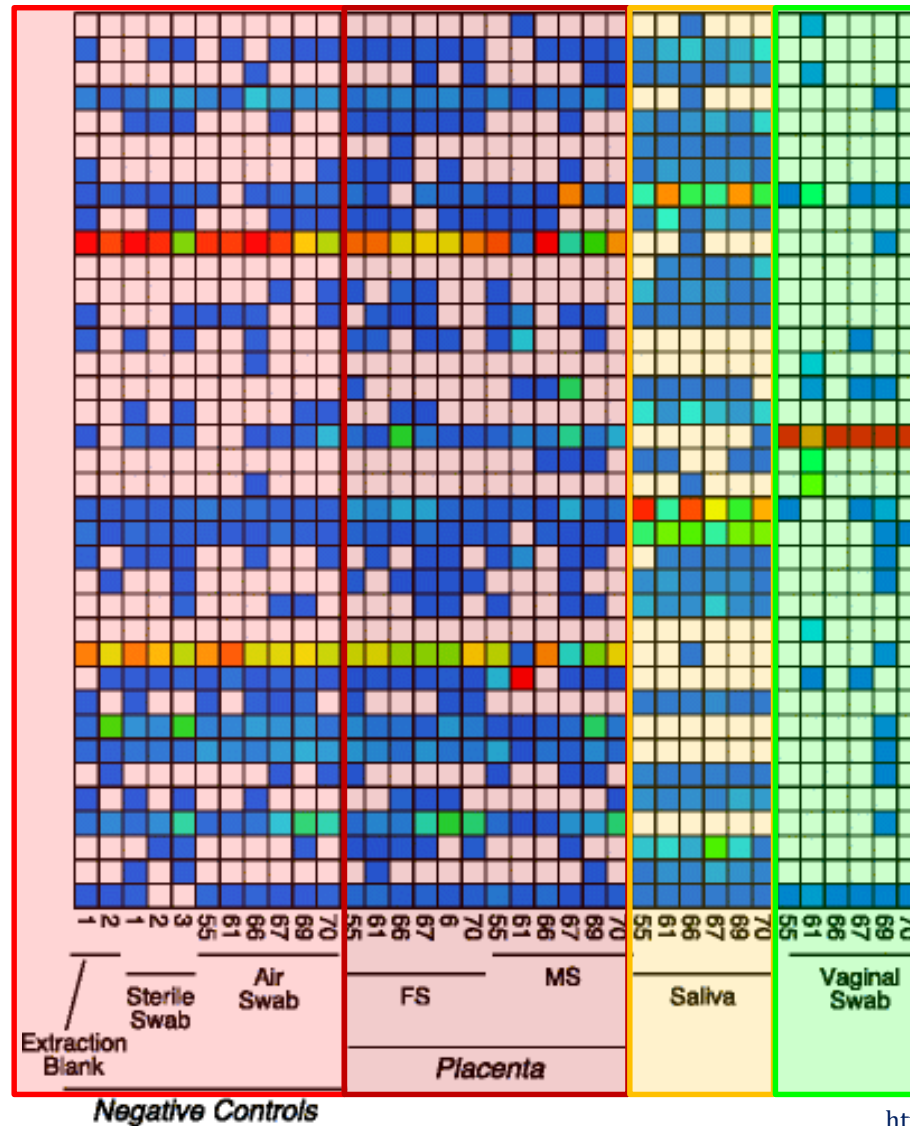 1 2 1 2 3 55 61 66 67 69 70 55 61 66 67 6 70 55 61 66 67 69 70 55 61 66 67 69 70 55 61 66 67 69 70
Extraction
Blank
Sterile
Swab
Air
Swab
FS
MS
Saliva
Vaginal
Swab
Placenta
Negative Controls
ht